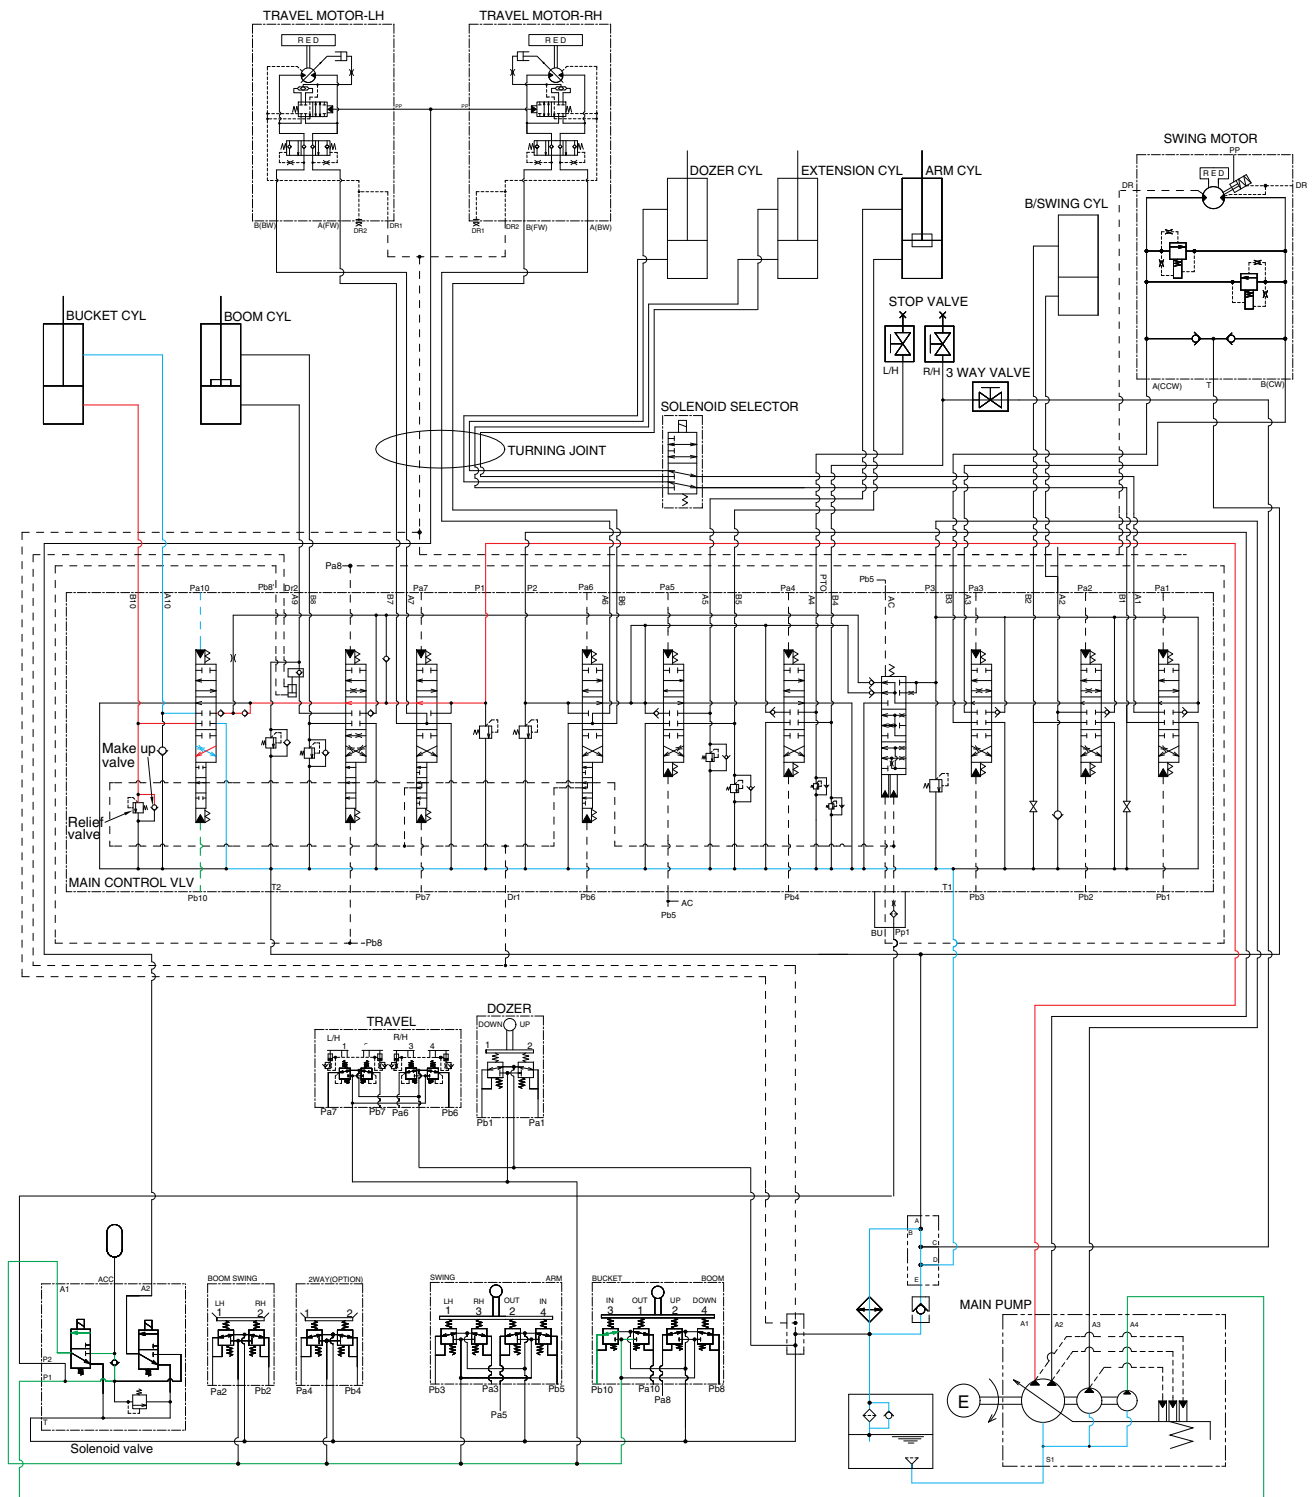 TRAVEL MOTOR-LH
TRAVEL MOTOR-RH
RED
RED
PP
PP
B(BW)
A(FW)
DR2
DR1
DR1
DR2
B(FW)
A(BW)
SWING MOTOR
PP
RED
DR
DR
A(CCW)
T
B(CW)
DOZER CYL
EXTENSION CYL
ARM CYL
B/SWING CYL
BUCKET CYL
BOOM CYL
STOP VALVE
L/H
R/H
3 WAY VALVE
SOLENOID SELECTOR
TURNING JOINT
Pa8
Pb5
B10
A10
Pa10
Pb8'
Dr2
A9
B8
B7
A7
Pa7
P1
P2
Pa6
A6
B6
Pa5
A5
B5
Pa4
PTO
A4
B4
AC
P3
B3
A3
Pa3
B2
A2
Pa2
B1
A1
Pa1
Make up
valve
Relief
valve
MAIN CONTROL VLV
Pb10
T2
Pb7
Dr1
Pb6
AC
Pb5
Pb4
T1
Pb3
Pb2
Pb1
BU
Pp1
Pb8
TRAVEL
L/H
R/H
1
3
4
Pa7
Pb7
Pa6
Pb6
DOZER
DOWN
UP
1
2
Pb1
Pa1
ACC
A1
A2
P2
P1
T
Solenoid valve
BOOM SWING
LH
RH
1
2
Pa2
Pb2
2WAY(OPTION)
1
2
Pa4
Pb4
SWING
ARM
LH
RH
OUT
IN
1
3
2
4
Pb3
Pa3
Pb5
Pa5
BUCKET
BOOM
IN
OUT
UP
DOWN
3
1
2
4
Pb10
Pa10
Pb8
Pa8
A
B
C
D
E
MAIN PUMP
A1
A2
A3
A4
E
S1